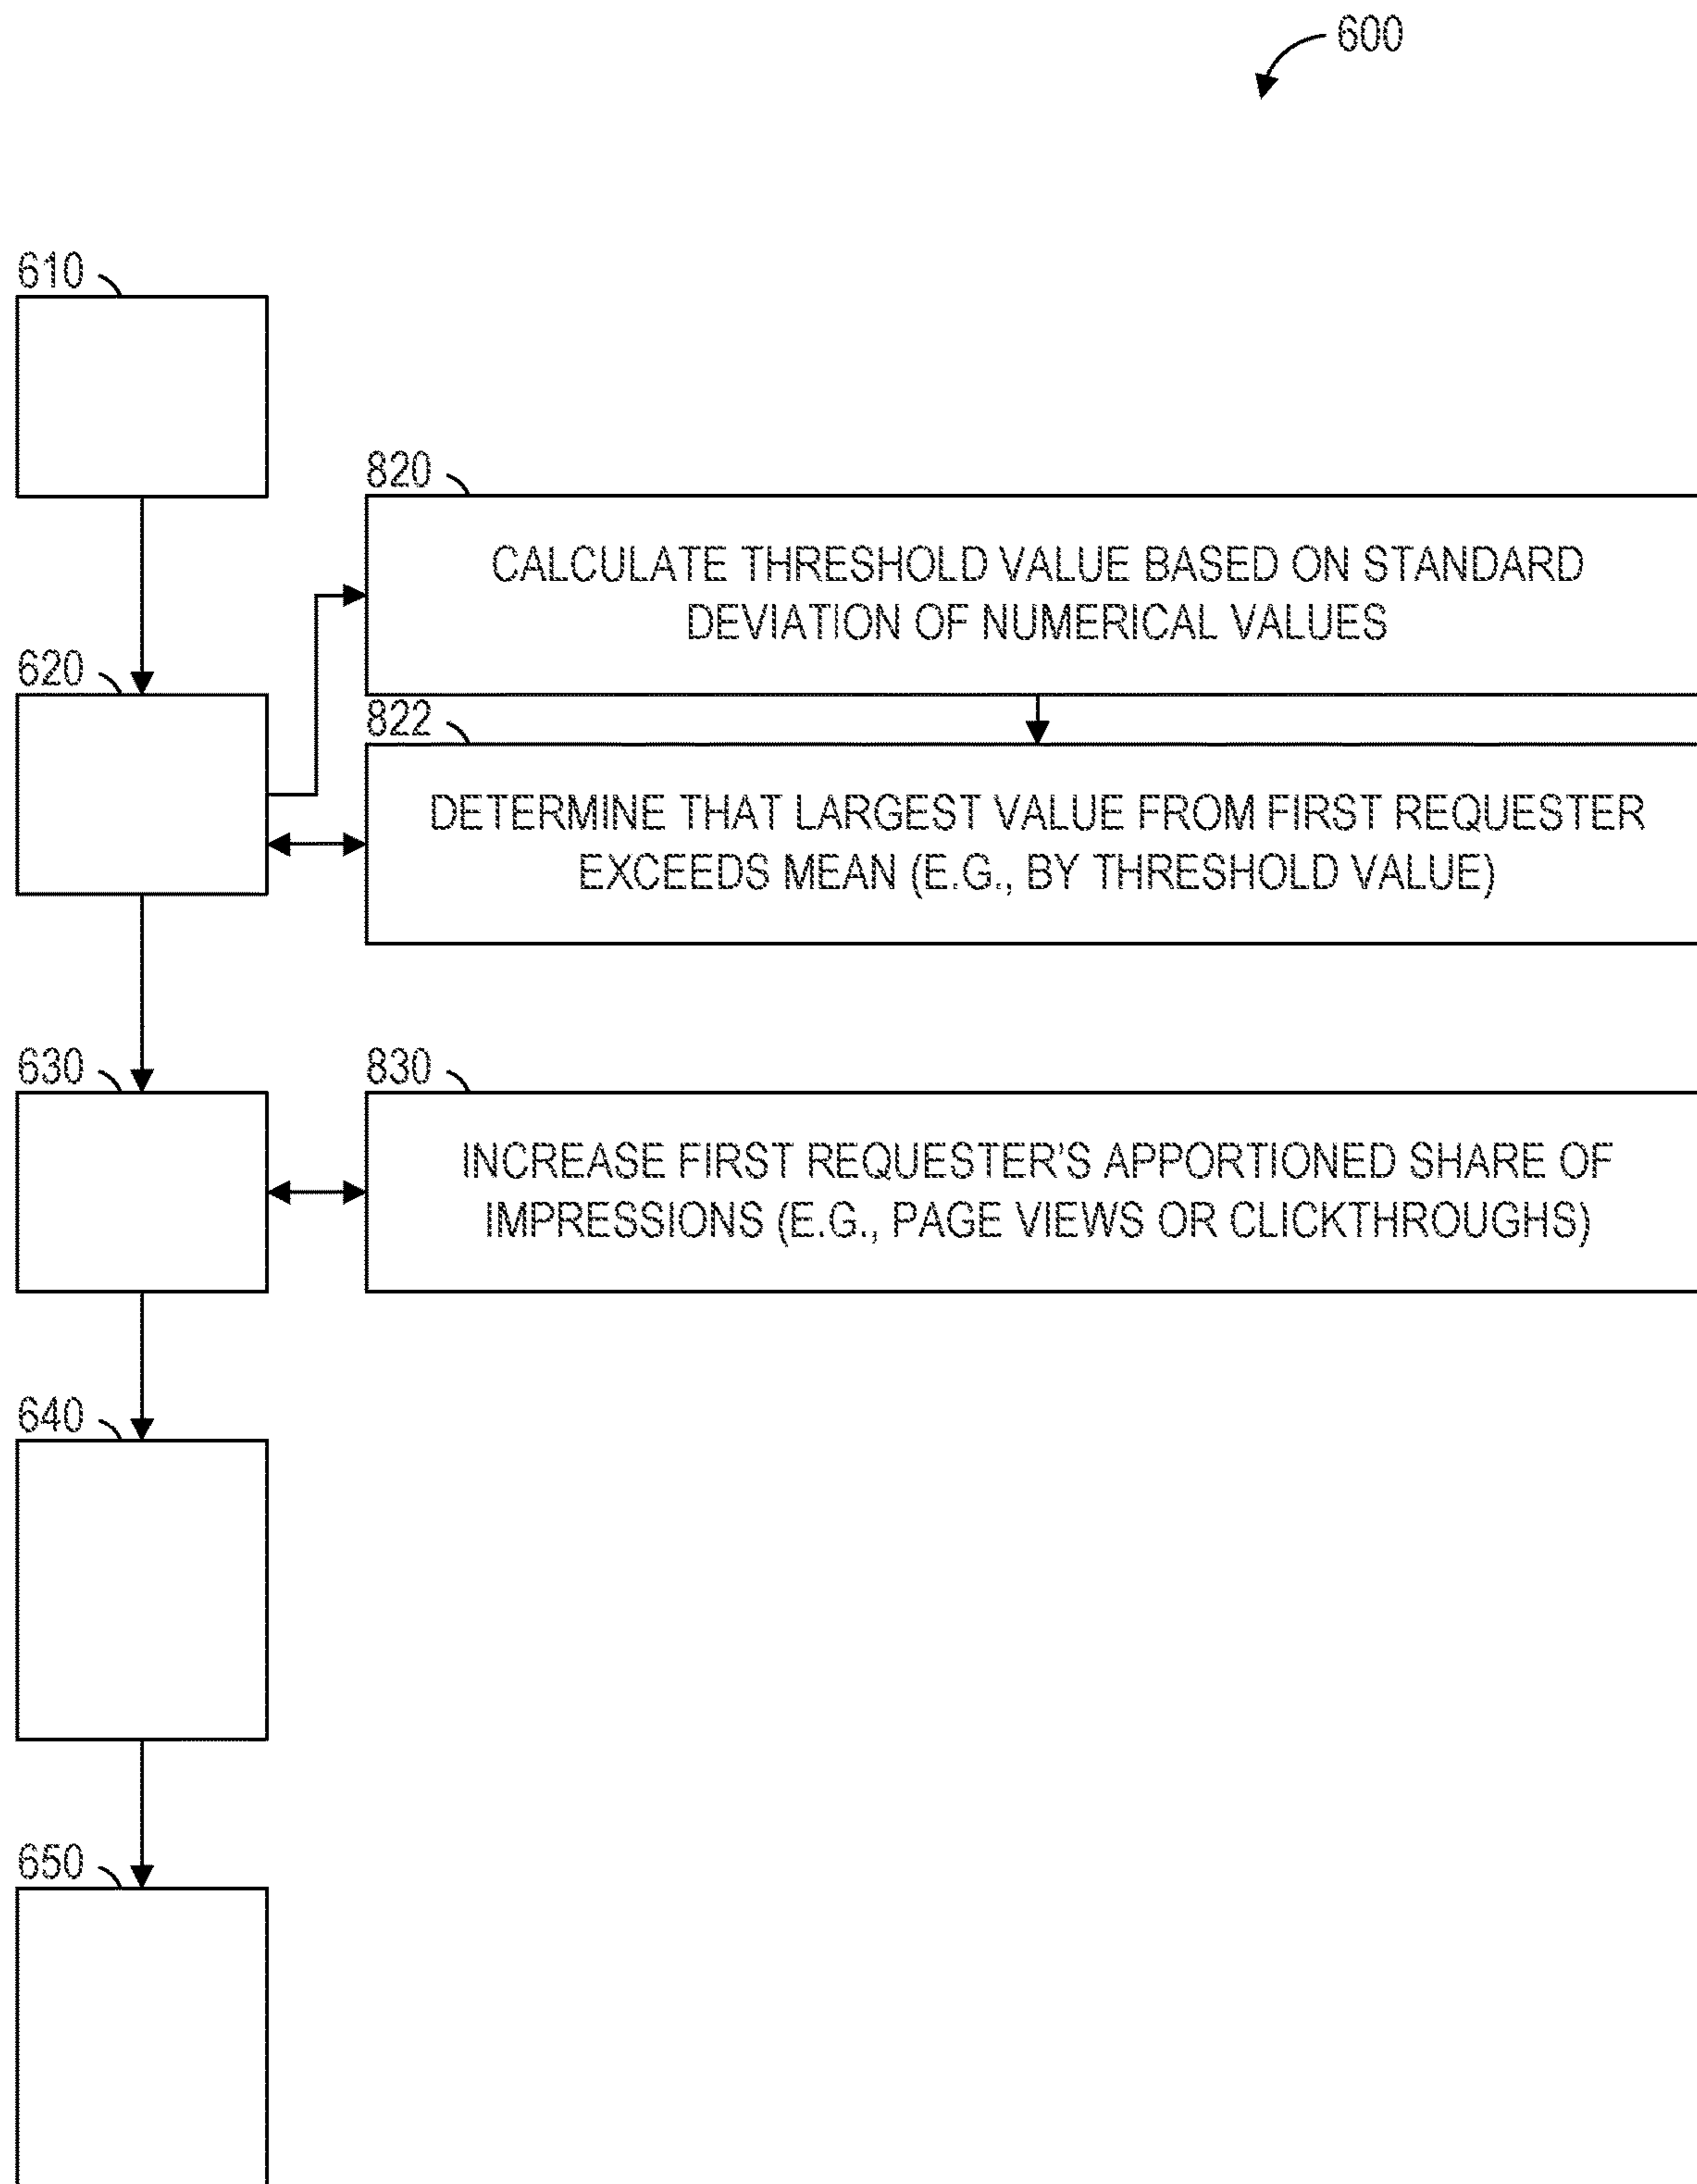 600
610
820
CALCULATE THRESHOLD VALUE BASED ON STANDARD
DEVIATION OF NUMERICAL VALUES
620
822
DETERMINE THAT LARGEST VALUE FROM FIRST REQUESTER
EXCEEDS MEAN (E.G., BY THRESHOLD VALUE)
630
830
INCREASE FIRST REQUESTER'S APPORTIONED SHARE OF
IMPRESSIONS (E.G., PAGE VIEWS OR CLICKTHROUGHS)
640
650